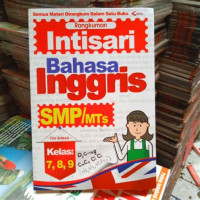 Semua Materi Dirangkum Dalam Satu Buku
Rangkuman
Intisari
Bahasa
Inggris
SMP/MTs
Kelas:
7, 8, 9